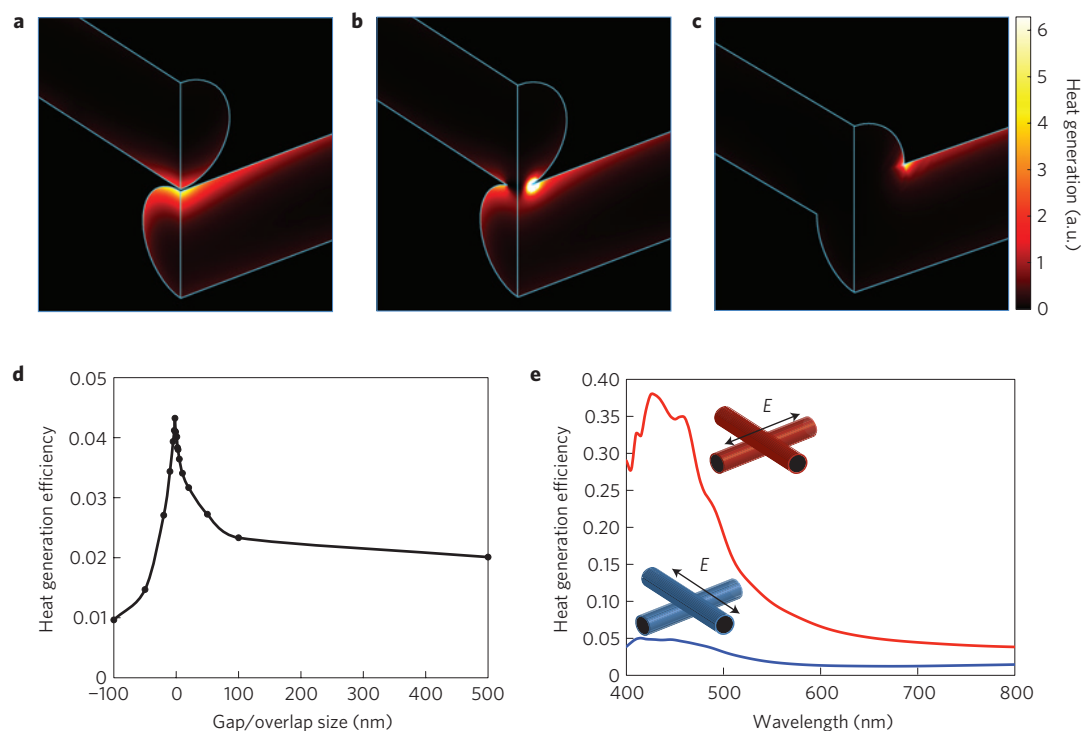 a
b
c
6
5
4
3
2
1
0
Heat generation (a.u.)
d
0.05
0.04
0.03
0.02
0.01
0
−100
0
100
200
300
400
500
Heat generation efficiency
Gap/overlap size (nm)
e
0.40
0.35
0.30
0.25
0.20
0.15
0.10
0.05
0
400
500
600
700
800
Heat generation efficiency
Wavelength (nm)
E
E